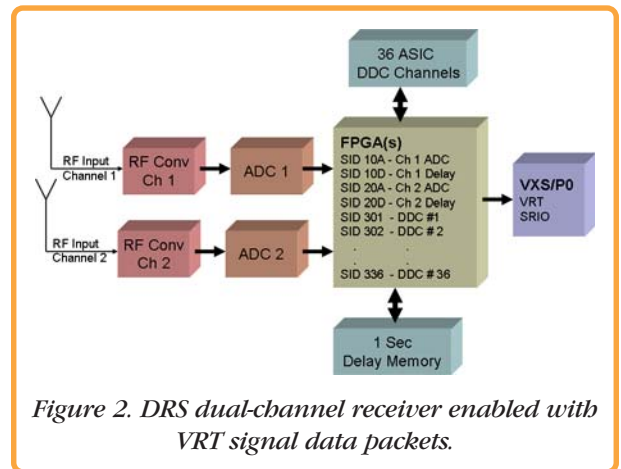 36 ASIC
DDC Channels
RF Input
Channel 1
RF Conv
Ch 1
ADC 1
RF Input
Channel 2
RF Conv
Ch 2
ADC 2
FPGA(s)
SID 10A - Ch 1 ADC
SID 10D - Ch 1 Delay
SID 20A - Ch 2 ADC
SID 20D - Ch 2 Delay
SID 301 - DDC #1
SID 302 - DDC # 2
. .
. .
SID 336 - DDC # 36
VXS/P0
VRT
SRIO
1 Sec
Delay Memory
Figure 2. DRS dual-channel receiver enabled with
VRT signal data packets.